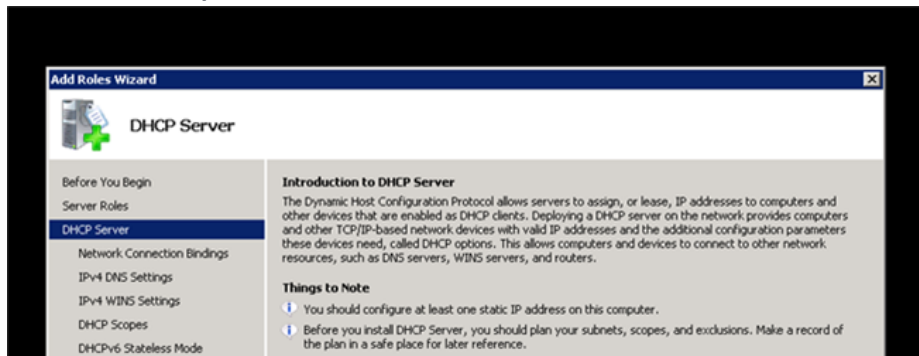 Add Roles Wizard
DHCP Server
Before You Begin
Server Roles
DHCP Server
Network Connection Bindings
IPv4 DNS Settings
IPv4 WINS Settings
DHCP Scopes
DHCPv6 Stateless Mode
Introduction to DHCP Server
The Dynamic Host Configuration Protocol allows servers to assign, or lease, IP addresses to computers and
other devices that are enabled as DHCP clients. Deploying a DHCP server on the network provides computers
and other TCP/IP-based network devices with valid IP addresses and the additional configuration parameters
these devices need, called DHCP options. This allows computers and devices to connect to other network
resources, such as DNS servers, WINS servers, and routers.
Things to Note
You should configure at least one static IP address on this computer.
Before you install DHCP Server, you should plan your subnets, scopes, and exclusions. Make a record of
the plan in a safe place for later reference.